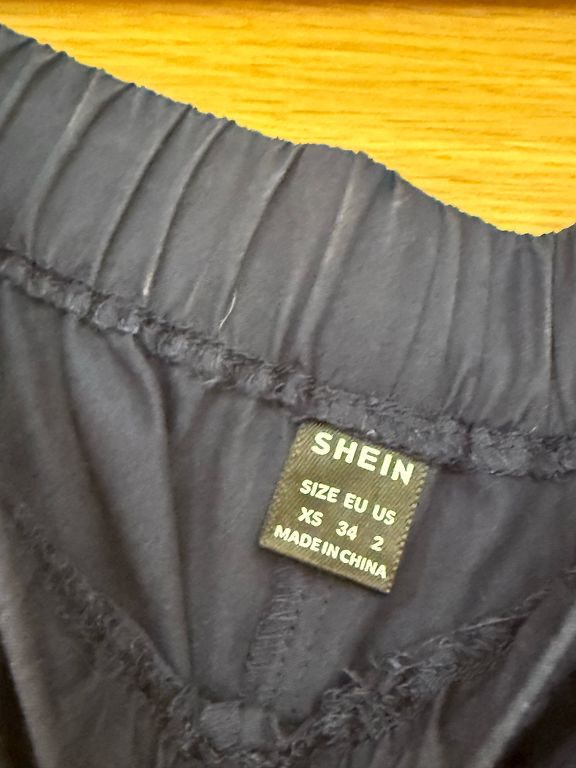 SHEIN
SIZE EU US
XS 34 2
MADE IN CHINA